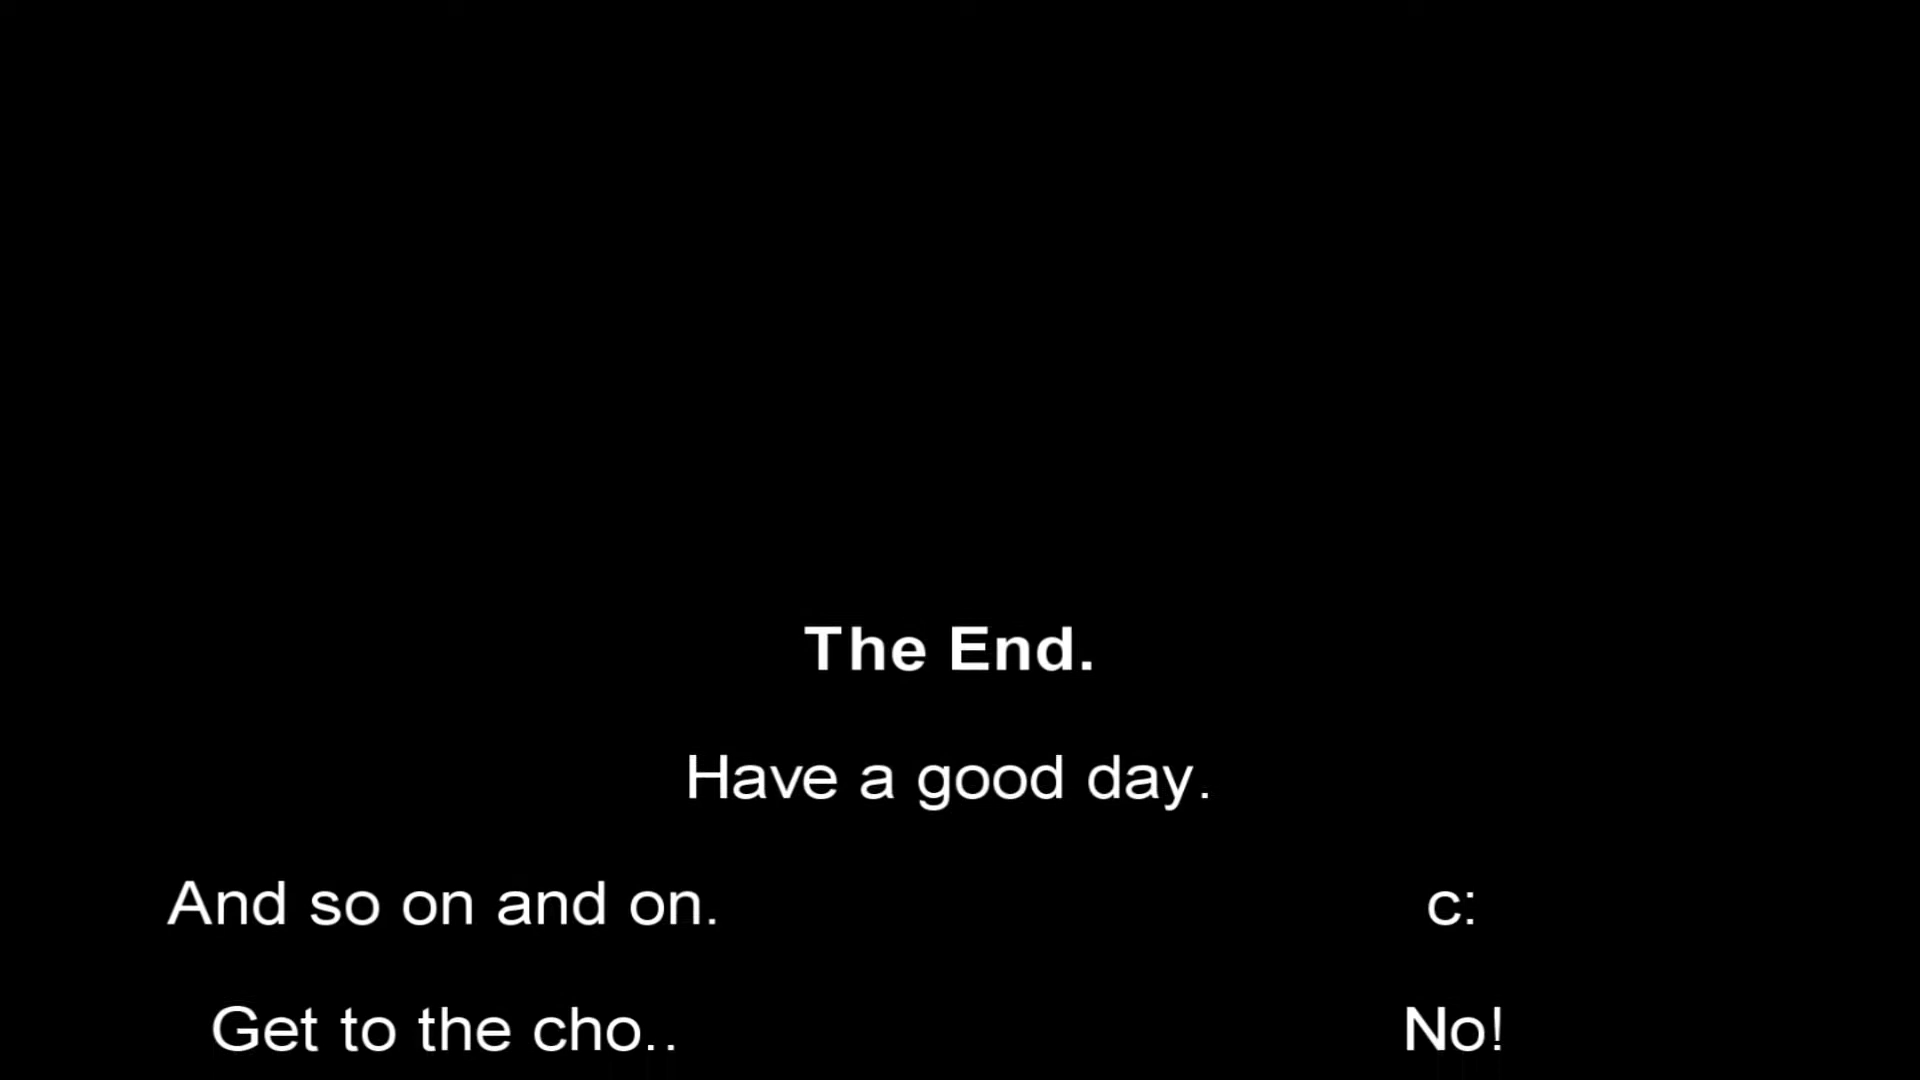 The End.
Have a good day.
And so on and on. c:
Get to the cho.. No!